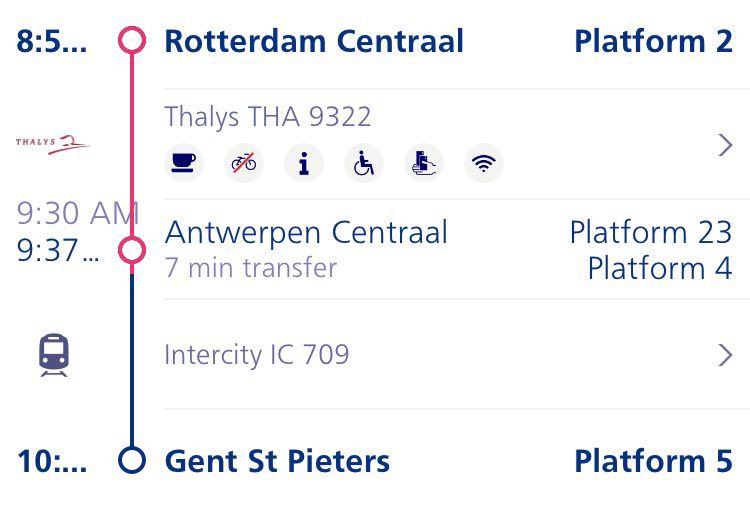 8:5... Rotterdam Centraal Platform 2
THALYS Thalys THA 9322
9:30 AM
9:37... Antwerpen Centraal Platform 23
7 min transfer Platform 4
Intercity IC 709
10:... Gent St Pieters Platform 5